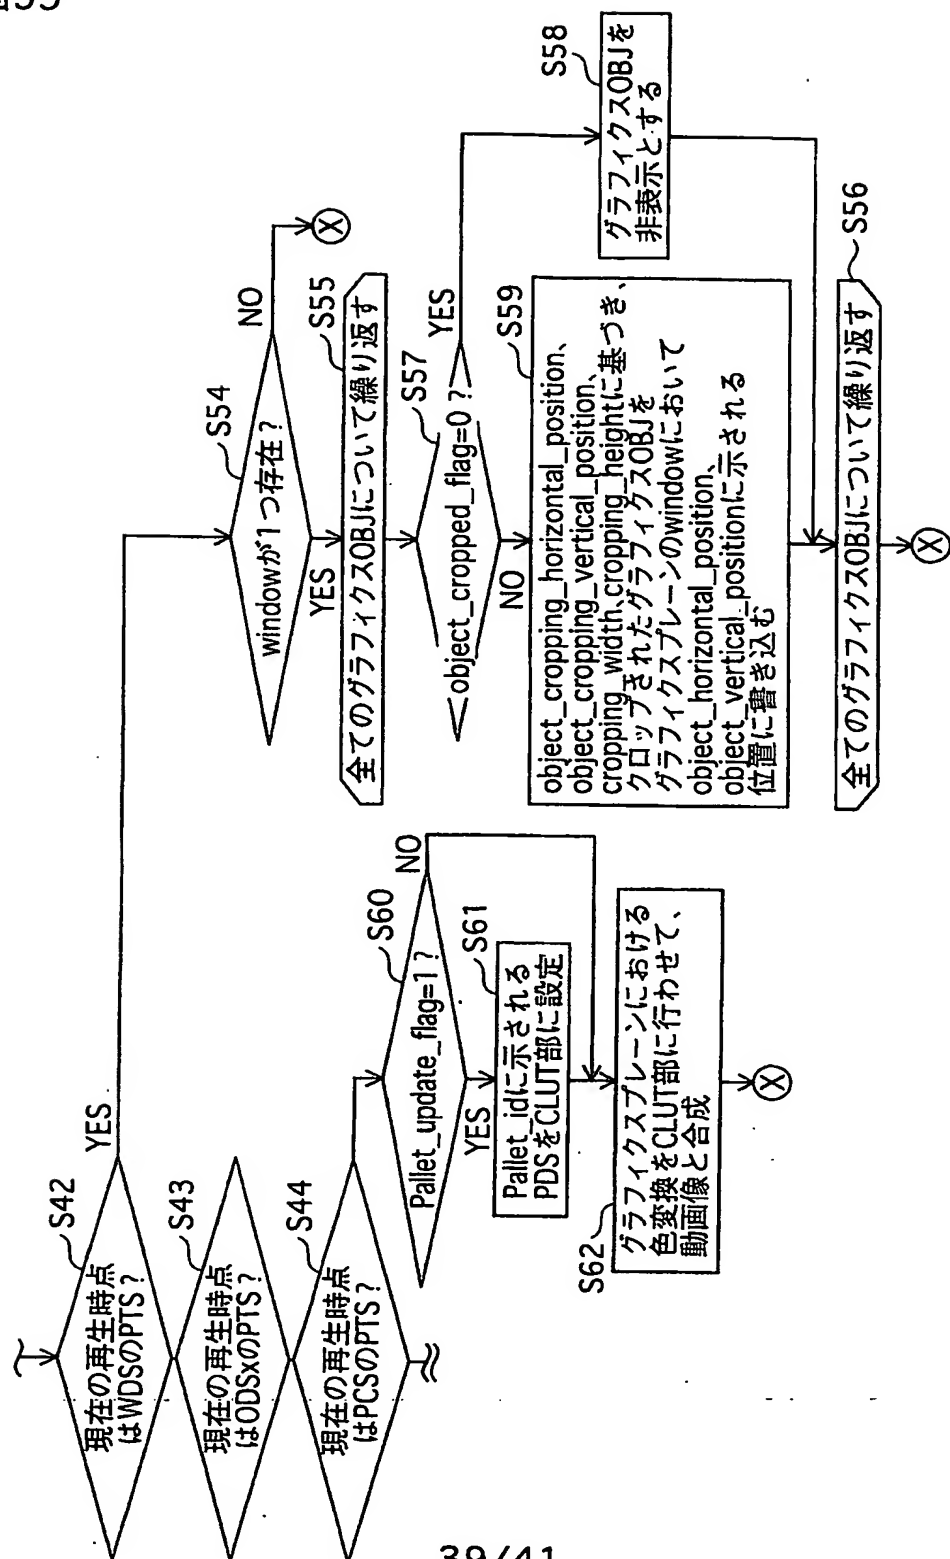 現在の再生時点
はWDSのPTS？
S42
YES
現在の再生時点
はODSxのPTS？
S43
現在の再生時点
はPCSのPTS？
S44
windowが1つ存在？
S54
NO
X
YES
全てのグラフィクスOBJについて繰り返す
S55
object_cropped_flag=0？
S57
YES
グラフィクスOBJを
非表示とする
S58
NO
object_cropping_horizontal_position、
object_cropping_vertical_position、
cropping_width、cropping_heightに基づき、
クロップされたグラフィクスOBJを
グラフィクスプレーンのwindowにおいて
object_horizontal_position、
object_vertical_positionに示される
位置に書き込む
S59
全てのグラフィクスOBJについて繰り返す
S56
X
Pallet_update_flag=1？
S60
NO
YES
Pallet_idに示される
PDSをCLUT部に設定
S61
グラフィクスプレーンにおける
色変換をCLUT部に行わせて、
動画像と合成
S62
X
39/41